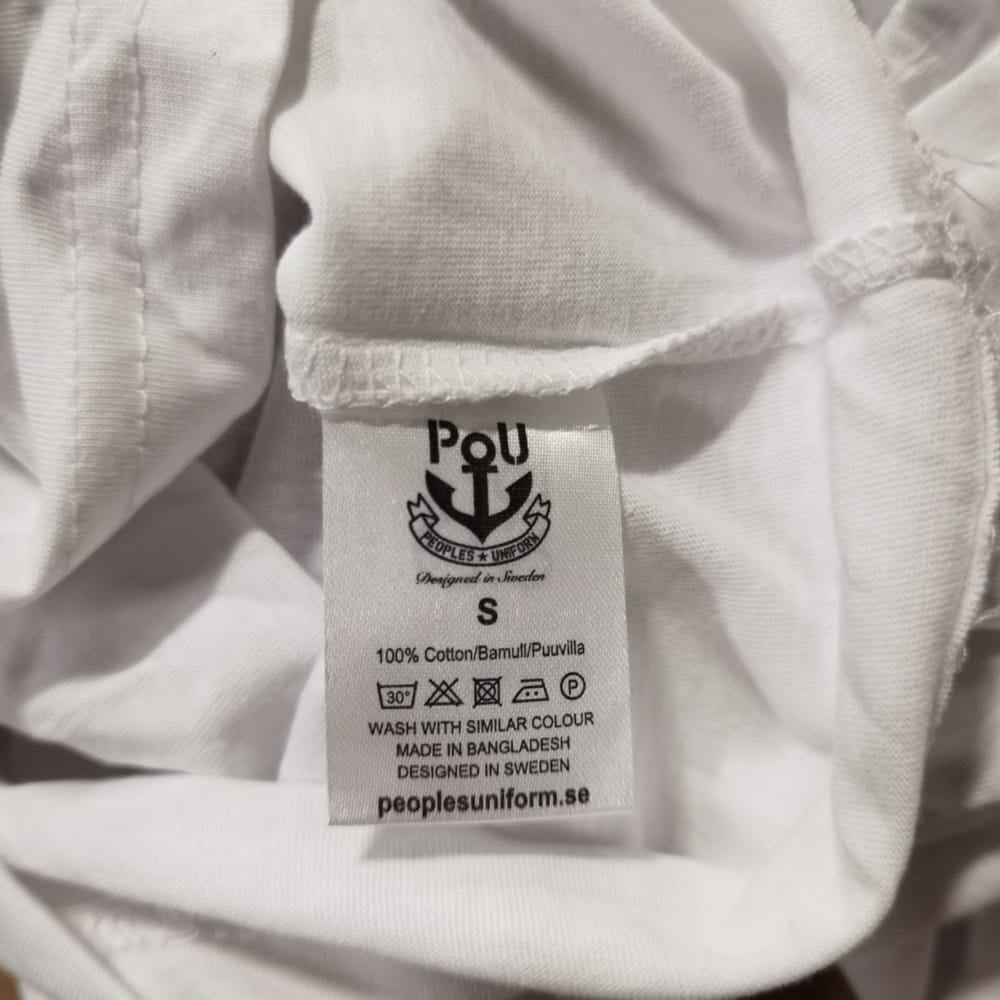 PoU
PEOPLES ★ UNIFORM
Designed in Sweden
S
100% Cotton/Bamull/Puuvilla
30° P
WASH WITH SIMILAR COLOUR
MADE IN BANGLADESH
DESIGNED IN SWEDEN
peoplesuniform.se